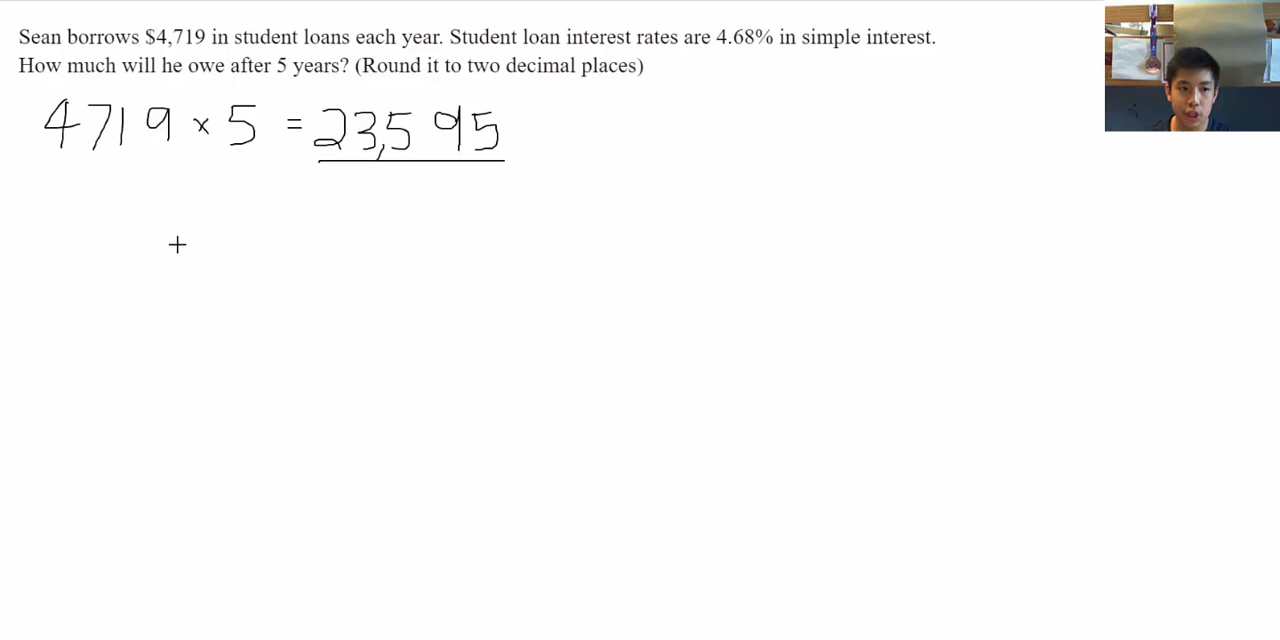 Sean borrows $4,719 in student loans each year. Student loan interest rates are 4.68% in simple interest.
How much will he owe after 5 years? (Round it to two decimal places)
4719 × 5 = 23,595